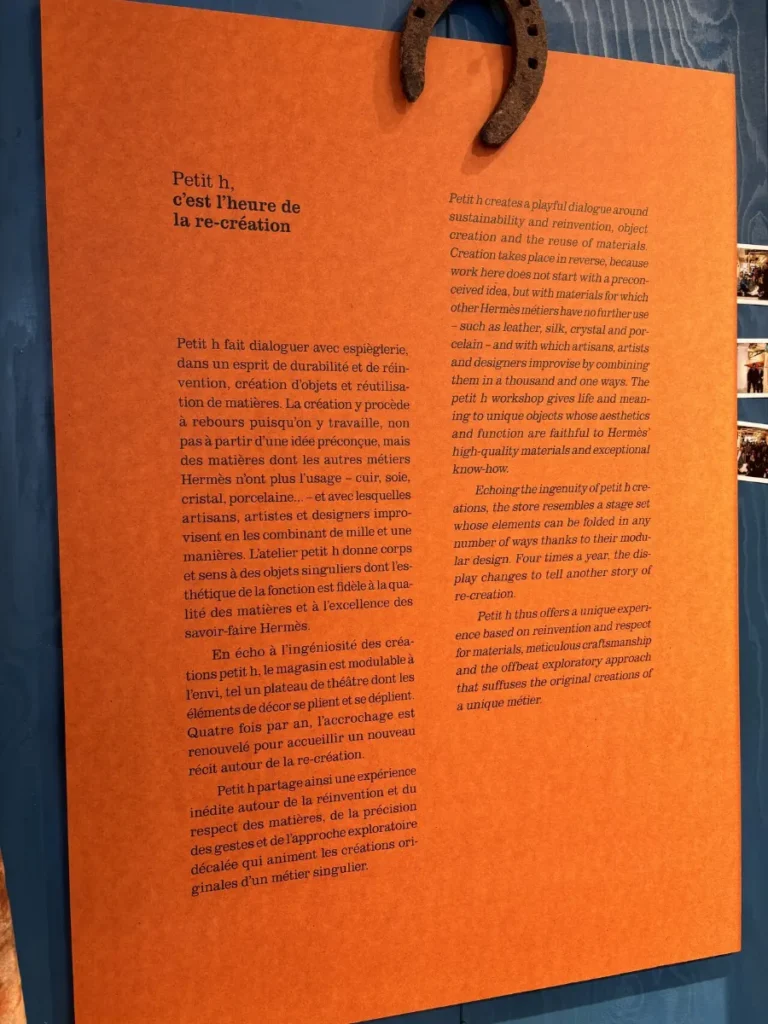 Petit h,
c'est l'heure de
la re-création
Petit h fait dialoguer avec espièglerie,
dans un esprit de durabilité et de réin-
vention, création d'objets et réutilisa-
tion de matières. La création y procède
à rebours puisqu'on y travaille, non
pas à partir d'une idée préconçue, mais
des matières dont les autres métiers
Hermès n'ont plus l'usage – cuir, soie,
cristal, porcelaine... – et avec lesquelles
artisans, artistes et designers impro-
visent en les combinant de mille et une
manières. L'atelier petit h donne corps
et sens à des objets singuliers dont l'es-
thétique de la fonction est fidèle à la qua-
lité des matières et à l'excellence des
savoir-faire Hermès.
En écho à l'ingéniosité des créa-
tions petit h, le magasin est modulable à
l'envi, tel un plateau de théâtre dont les
éléments de décor se plient et se déplient.
Quatre fois par an, l'accrochage est
renouvelé pour accueillir un nouveau
récit autour de la re-création.
Petit h partage ainsi une expérience
inédite autour de la réinvention et du
respect des matières, de la précision
des gestes et de l'approche exploratoire
décalée qui animent les créations ori-
ginales d'un métier singulier.
Petit h creates a playful dialogue around
sustainability and reinvention, object
creation and the reuse of materials.
Creation takes place in reverse, because
work here does not start with a precon-
ceived idea, but with materials for which
other Hermès métiers have no further use
– such as leather, silk, crystal and por-
celain – and with which artisans, artists
and designers improvise by combining
them in a thousand and one ways. The
petit h workshop gives life and mean-
ing to unique objects whose aesthetics
and function are faithful to Hermès'
high-quality materials and exceptional
know-how.
Echoing the ingenuity of petit h cre-
ations, the store resembles a stage set
whose elements can be folded in any
number of ways thanks to their modu-
lar design. Four times a year, the dis-
play changes to tell another story of
re-creation.
Petit h thus offers a unique experi-
ence based on reinvention and respect
for materials, meticulous craftsmanship
and the offbeat exploratory approach
that suffuses the original creations of
a unique métier.